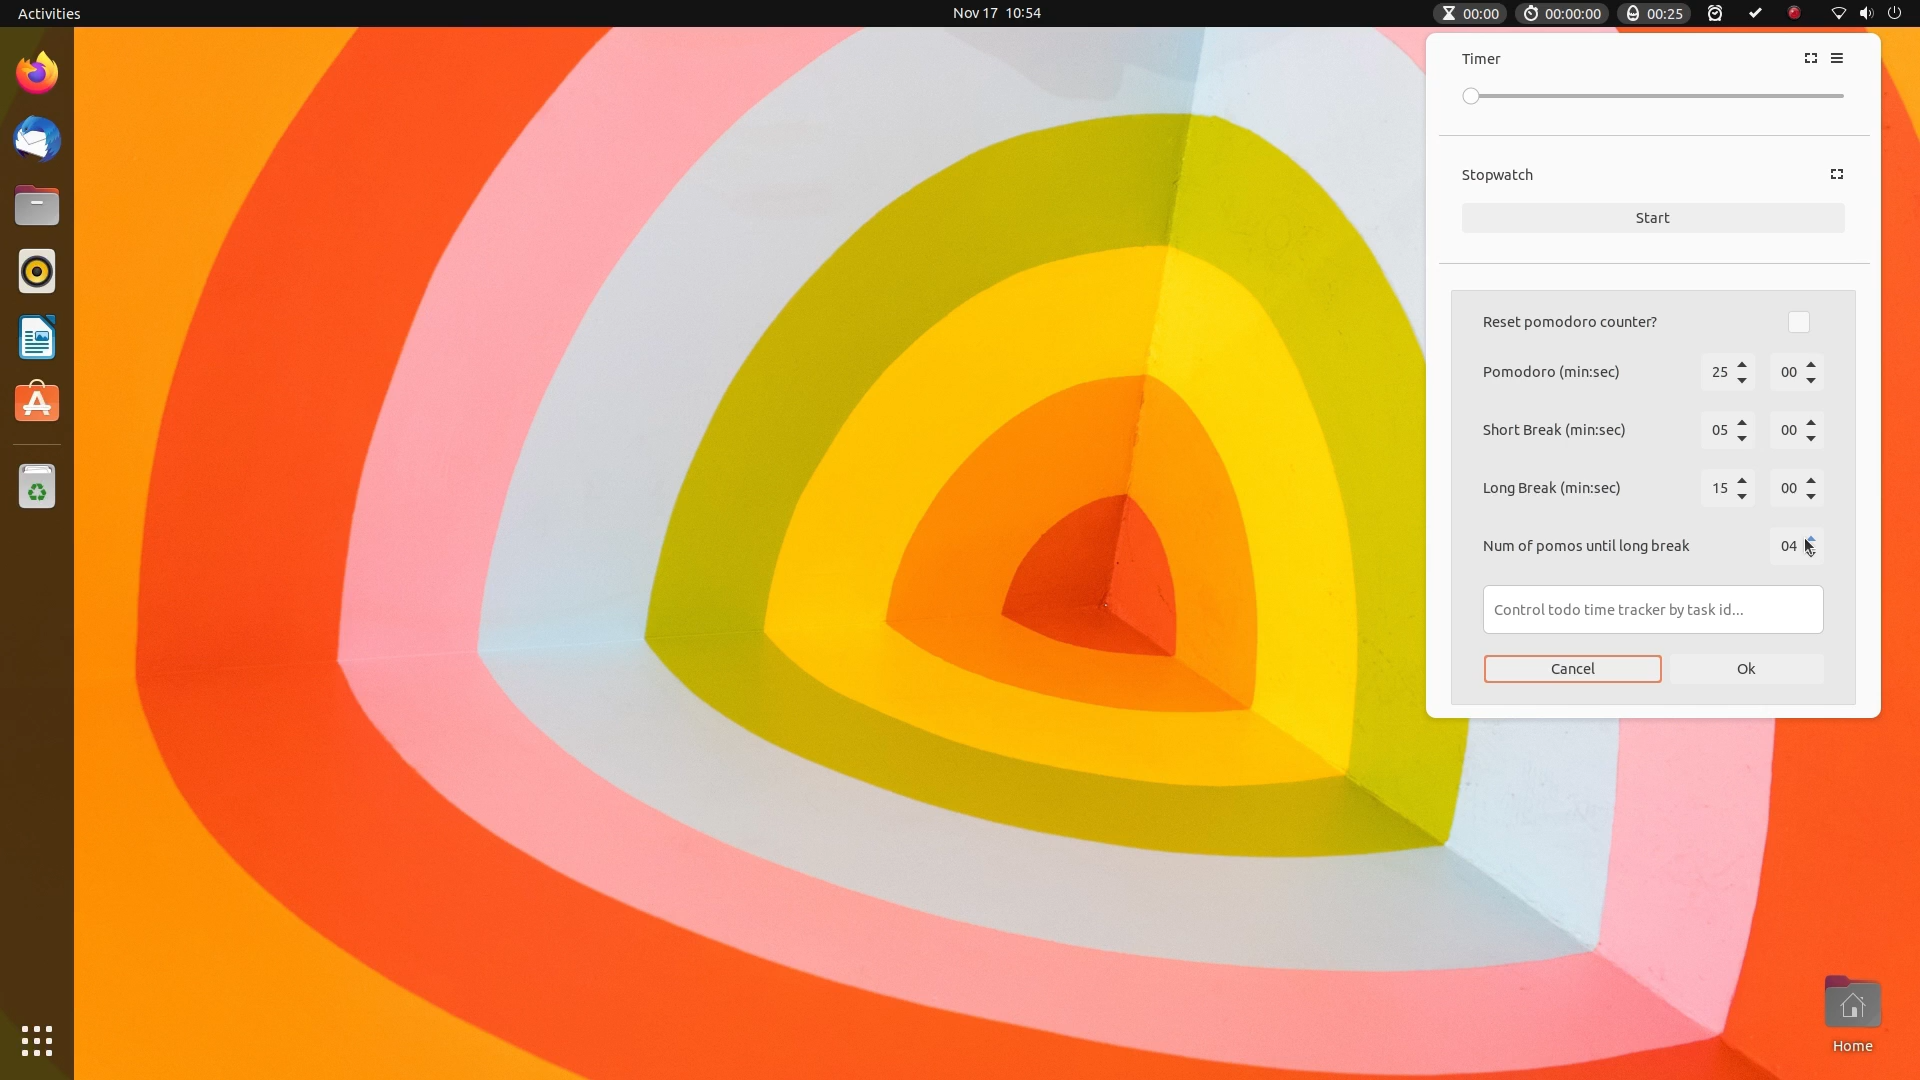 Activities
Nov 17 10:54
00:00
00:00:00
00:25
Timer
Stopwatch
Start
Reset pomodoro counter?
Pomodoro (min:sec) 25 00
Short Break (min:sec) 05 00
Long Break (min:sec) 15 00
Num of pomos until long break 04
Control todo time tracker by task id...
Cancel Ok
Home